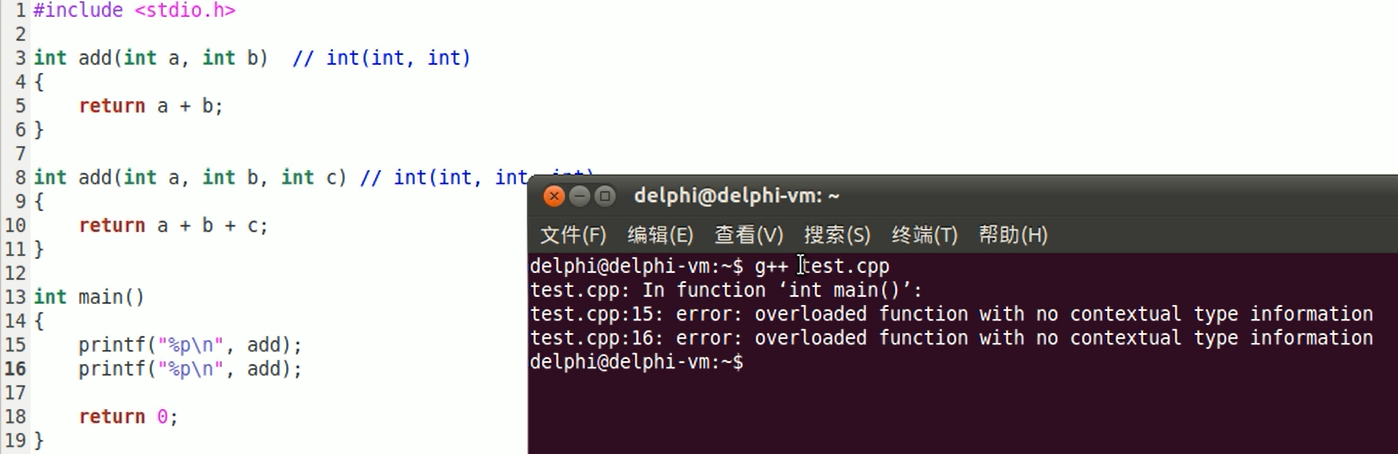 1 #include <stdio.h>
2
3 int add(int a, int b)  // int(int, int)
4 {
5     return a + b;
6 }
7
8 int add(int a, int b, int c) // int(int, int, int)
9 {
10     return a + b + c;
11 }
12
13 int main()
14 {
15     printf("%p\n", add);
16     printf("%p\n", add);
17
18     return 0;
19 }
delphi@delphi-vm: ~
文件(F) 编辑(E) 查看(V) 搜索(S) 终端(T) 帮助(H)
delphi@delphi-vm:~$ g++ test.cpp
test.cpp: In function ‘int main()’:
test.cpp:15: error: overloaded function with no contextual type information
test.cpp:16: error: overloaded function with no contextual type information
delphi@delphi-vm:~$